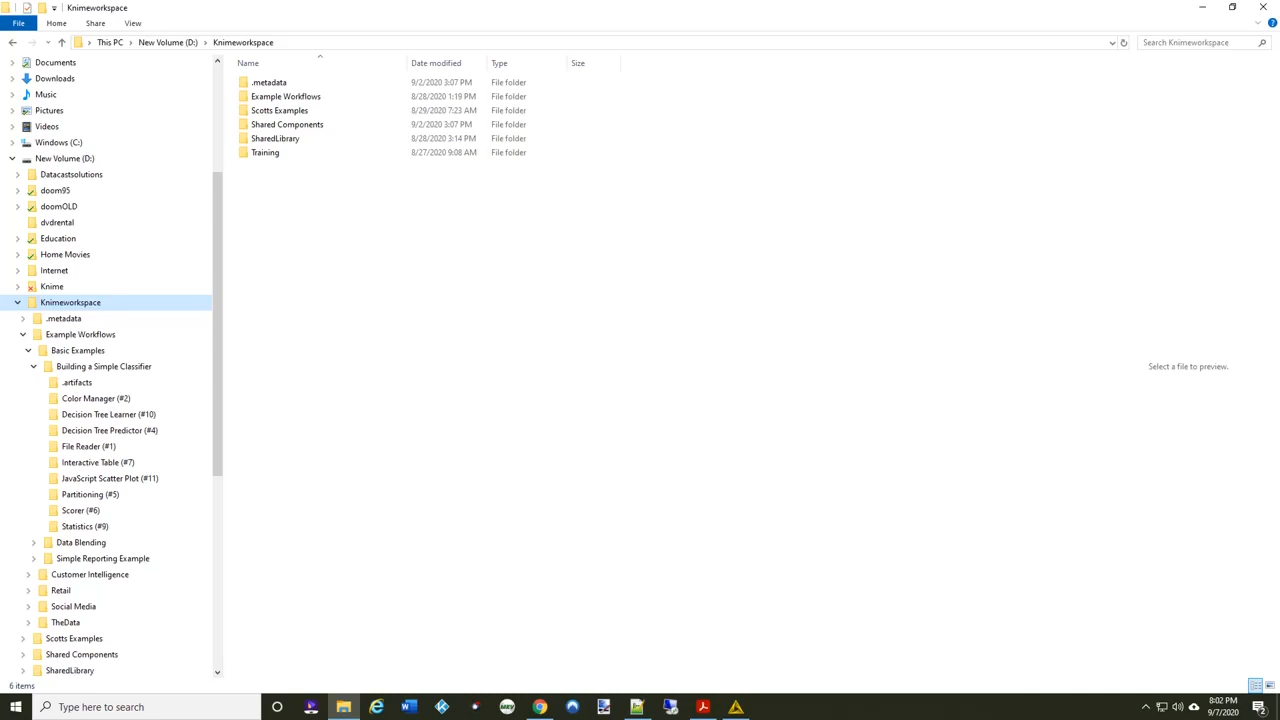 Knimeworkspace
File Home Share View
This PC New Volume (D:) Knimeworkspace Search Knimeworkspace
Documents
Downloads
Music
Pictures
Videos
Windows (C:)
New Volume (D:)
Datacastsolutions
doom95
doomOLD
dvdrental
Education
Home Movies
Internet
Knime
Knimeworkspace
.metadata
Example Workflows
Basic Examples
Building a Simple Classifier
.artifacts
Color Manager (#2)
Decision Tree Learner (#10)
Decision Tree Predictor (#4)
File Reader (#1)
Interactive Table (#7)
JavaScript Scatter Plot (#11)
Partitioning (#5)
Scorer (#6)
Statistics (#9)
Data Blending
Simple Reporting Example
Customer Intelligence
Retail
Social Media
TheData
Scotts Examples
Shared Components
SharedLibrary
Name Date modified Type Size
.metadata 9/2/2020 3:07 PM File folder
Example Workflows 8/28/2020 1:19 PM File folder
Scotts Examples 8/29/2020 7:23 AM File folder
Shared Components 9/2/2020 3:07 PM File folder
SharedLibrary 8/28/2020 3:14 PM File folder
Training 8/27/2020 9:08 AM File folder
Select a file to preview.
6 items
Type here to search
8:02 PM
9/7/2020
2